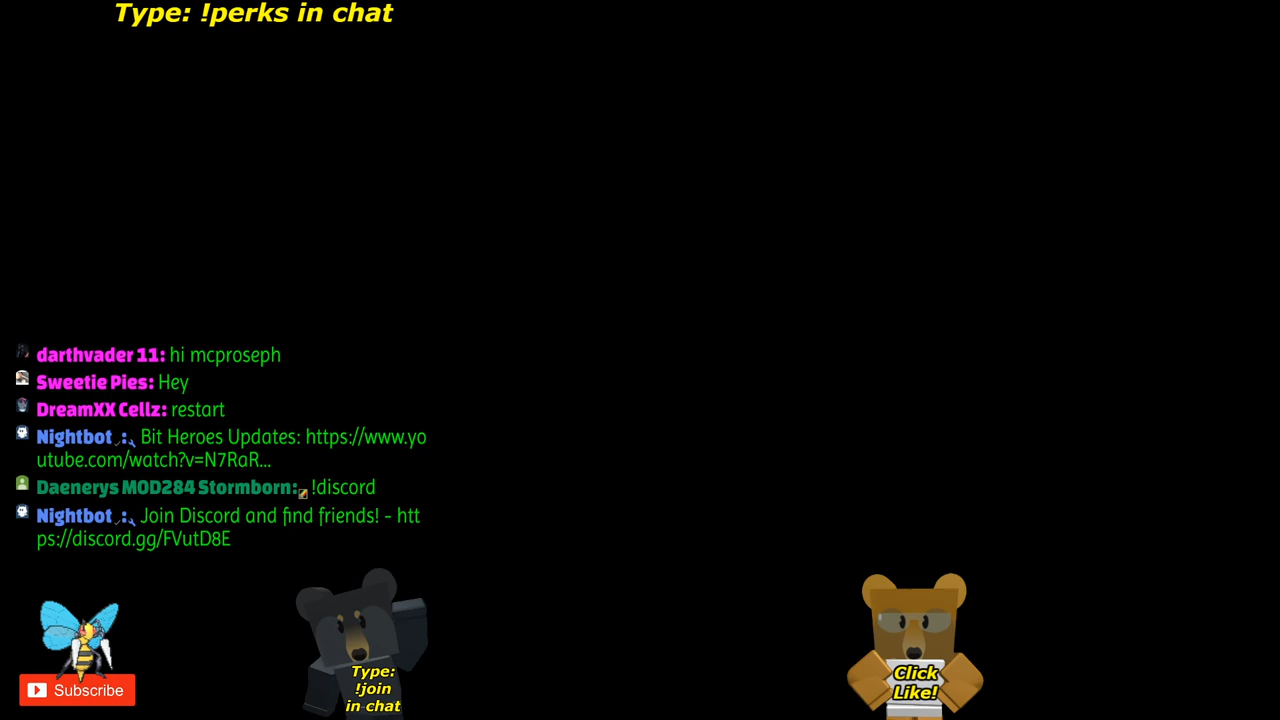 Type: !perks in chat
darthvader 11: hi mcproseph
Sweetie Pies: Hey
DreamXX Cellz: restart
Nightbot : Bit Heroes Updates: https://www.yo
utube.com/watch?v=N7RaR...
Daenerys MOD284 Stormborn: !discord
Nightbot : Join Discord and find friends! - htt
ps://discord.gg/FVutD8E
Subscribe
Type:
!join
in chat
Click
Like!